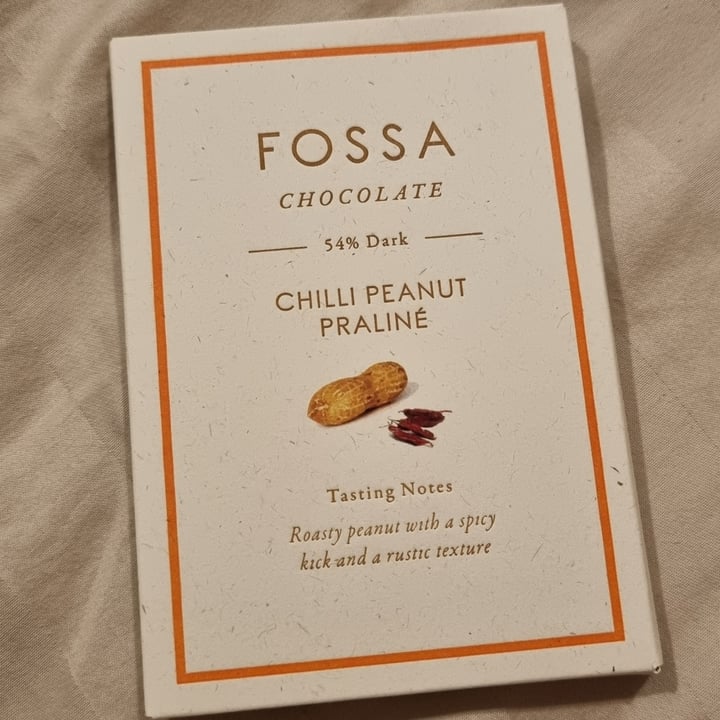 FOSSA
CHOCOLATE
54% Dark
CHILLI PEANUT
PRALINÉ
Tasting Notes
Roasty peanut with a spicy
kick and a rustic texture